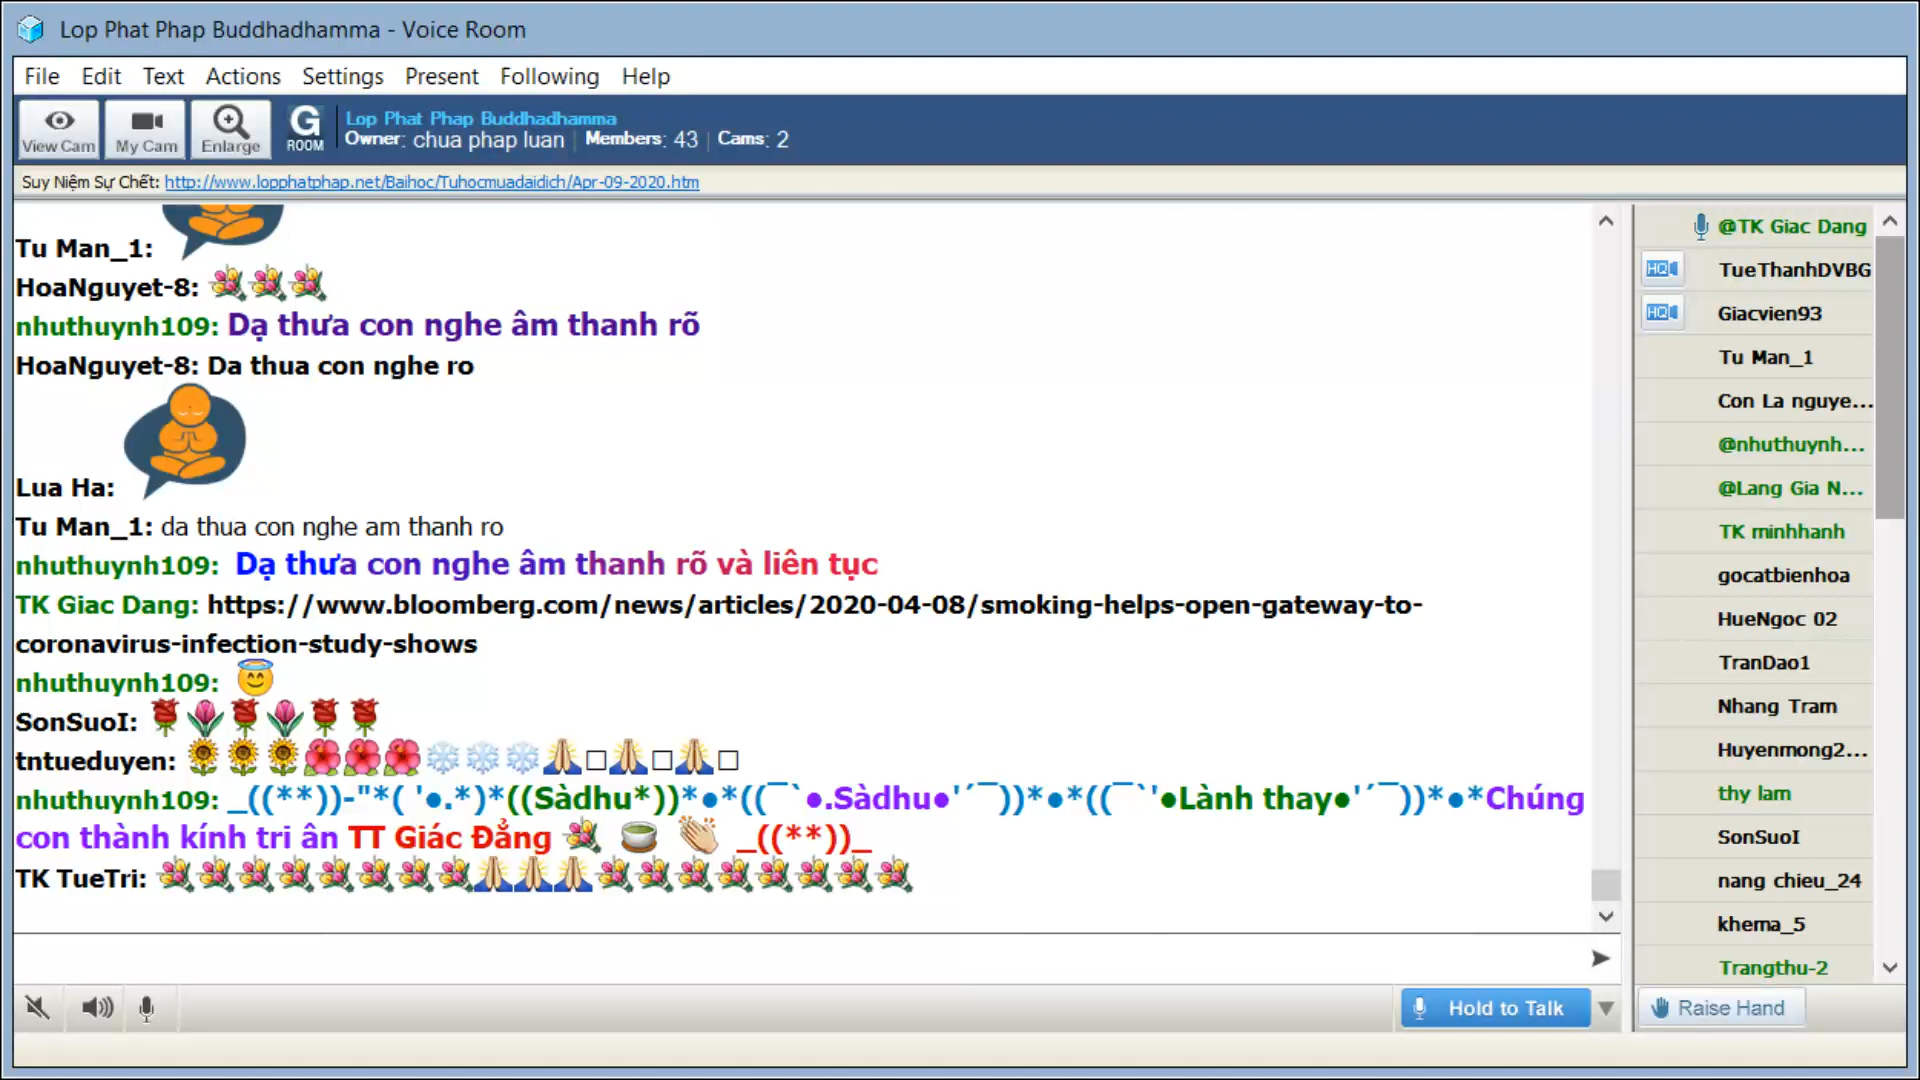 Lop Phat Phap Buddhadhamma - Voice Room
File Edit Text Actions Settings Present Following Help
View Cam My Cam Enlarge G ROOM
Lop Phat Phap Buddhadhamma
Owner: chua phap luan | Members: 43 | Cams: 2
Suy Niệm Sự Chết: http://www.lopphatphap.net/Baihoc/Tuhocmuadaidich/Apr-09-2020.htm
Tu Man_1:
HoaNguyet-8:
nhuthuynh109: Dạ thưa con nghe âm thanh rõ
HoaNguyet-8: Da thua con nghe ro
Lua Ha:
Tu Man_1: da thua con nghe am thanh ro
nhuthuynh109: Dạ thưa con nghe âm thanh rõ và liên tục
TK Giac Dang: https://www.bloomberg.com/news/articles/2020-04-08/smoking-helps-open-gateway-to-
coronavirus-infection-study-shows
nhuthuynh109: 😇
SonSuoI: 🌹🌷🌹🌷🌹🌹
tntueduyen: 🌻🌻🌻🌺🌺🌺❄❄❄🙏□🙏□🙏□
nhuthuynh109: _((**))-"*( '●.*)*((Sàdhu*))*●*((¯`●.Sàdhu●'´¯))*●*((¯`'●Lành thay●'´¯))*●*Chúng
con thành kính tri ân TT Giác Đẳng 💐 🍵 👏 _((**))_
TK TueTri: 💐💐💐💐💐💐💐💐🙏🙏🙏💐💐💐💐💐💐💐💐
Hold to Talk
@TK Giac Dang
HQ TueThanhDVBG
HQ Giacvien93
Tu Man_1
Con La nguye...
@nhuthuynh...
@Lang Gia N...
TK minhhanh
gocatbienhoa
HueNgoc 02
TranDao1
Nhang Tram
Huyenmong2...
thy lam
SonSuoI
nang chieu_24
khema_5
Trangthu-2
Raise Hand